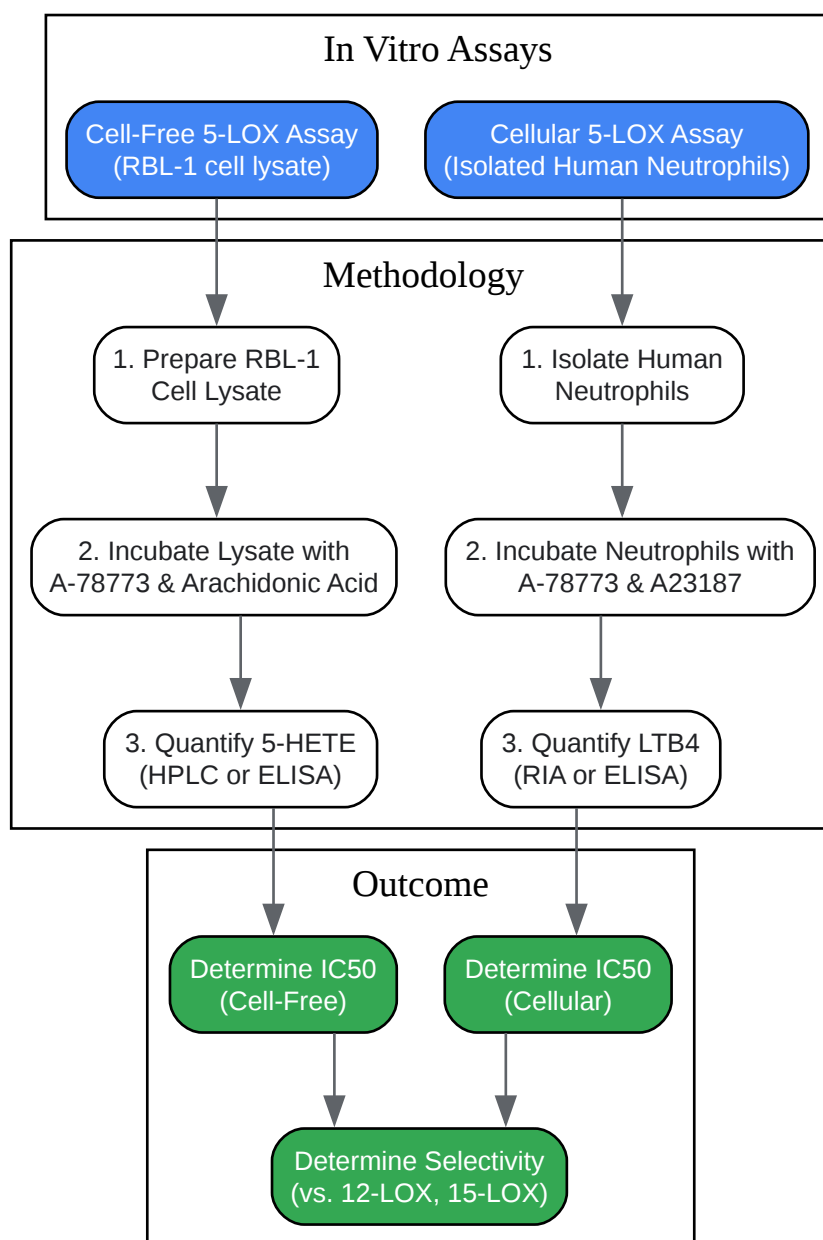 In Vitro Assays
Cell-Free 5-LOX Assay
(RBL-1 cell lysate)
Cellular 5-LOX Assay
(Isolated Human Neutrophils)
Methodology
1. Prepare RBL-1
Cell Lysate
1. Isolate Human
Neutrophils
2. Incubate Lysate with
A-78773 & Arachidonic Acid
2. Incubate Neutrophils with
A-78773 & A23187
3. Quantify 5-HETE
(HPLC or ELISA)
3. Quantify LTB4
(RIA or ELISA)
Outcome
Determine IC50
(Cell-Free)
Determine IC50
(Cellular)
Determine Selectivity
(vs. 12-LOX, 15-LOX)